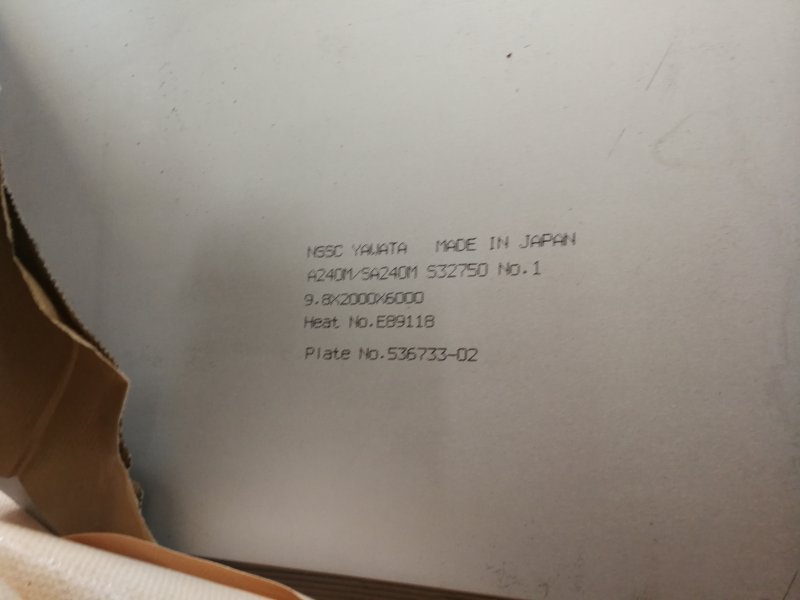 NSSC YAWATA MADE IN JAPAN
A240M/SA240M S32750 No.1
9.8X2000X6000
Heat No.E89118
Plate No.536733-02